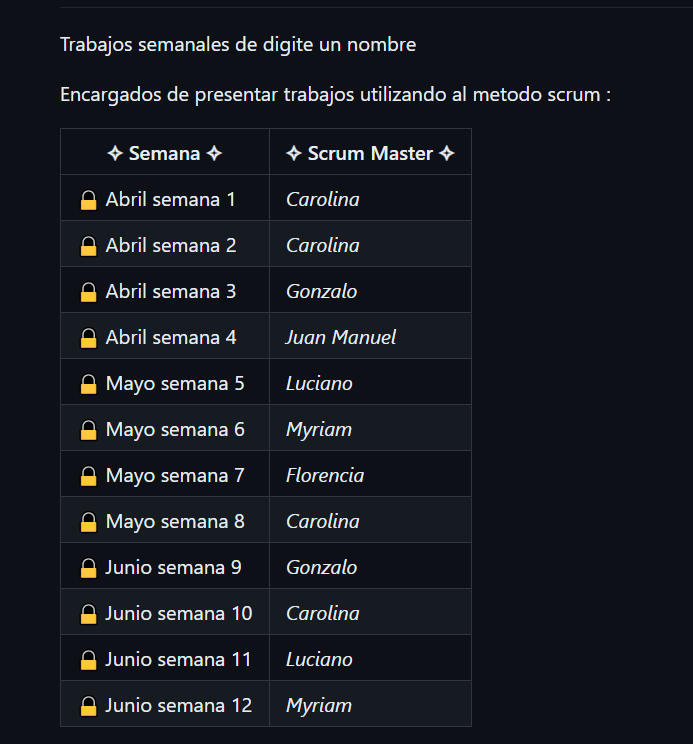 Trabajos semanales de digite un nombre
Encargados de presentar trabajos utilizando al metodo scrum :
✧ Semana ✧ ✧ Scrum Master ✧
🔒 Abril semana 1 Carolina
🔒 Abril semana 2 Carolina
🔒 Abril semana 3 Gonzalo
🔒 Abril semana 4 Juan Manuel
🔒 Mayo semana 5 Luciano
🔒 Mayo semana 6 Myriam
🔒 Mayo semana 7 Florencia
🔒 Mayo semana 8 Carolina
🔒 Junio semana 9 Gonzalo
🔒 Junio semana 10 Carolina
🔒 Junio semana 11 Luciano
🔒 Junio semana 12 Myriam